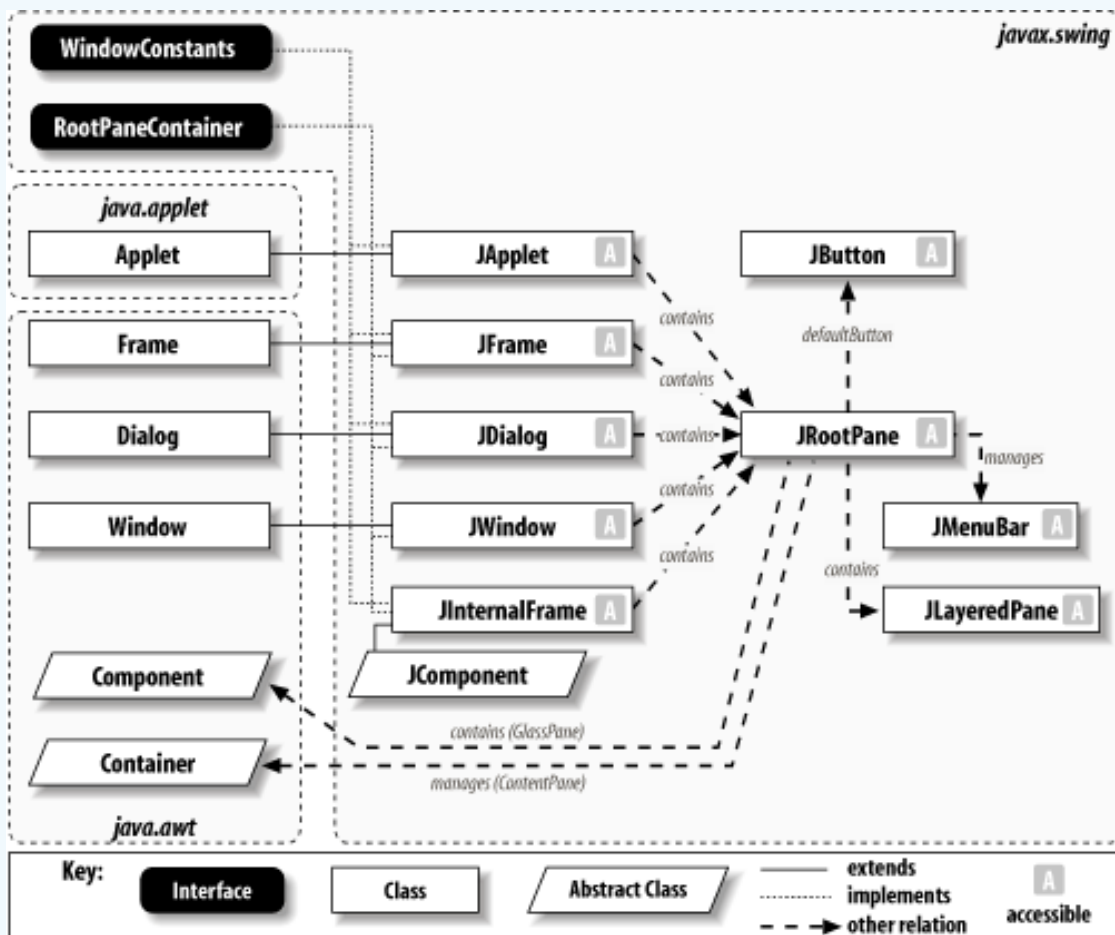 WindowConstants
javax.swing
RootPaneContainer
java.applet
Applet
JApplet A
JButton A
contains
defaultButton
Frame
JFrame A
contains
Dialog
JDialog A
contains
JRootPane A
manages
contains
Window
JWindow A
JMenuBar A
contains
contains
JInternalFrame A
JLayeredPane A
Component
JComponent
contains (GlassPane)
Container
manages (ContentPane)
java.awt
Key:
Interface
Class
Abstract Class
extends
implements
other relation
A
accessible